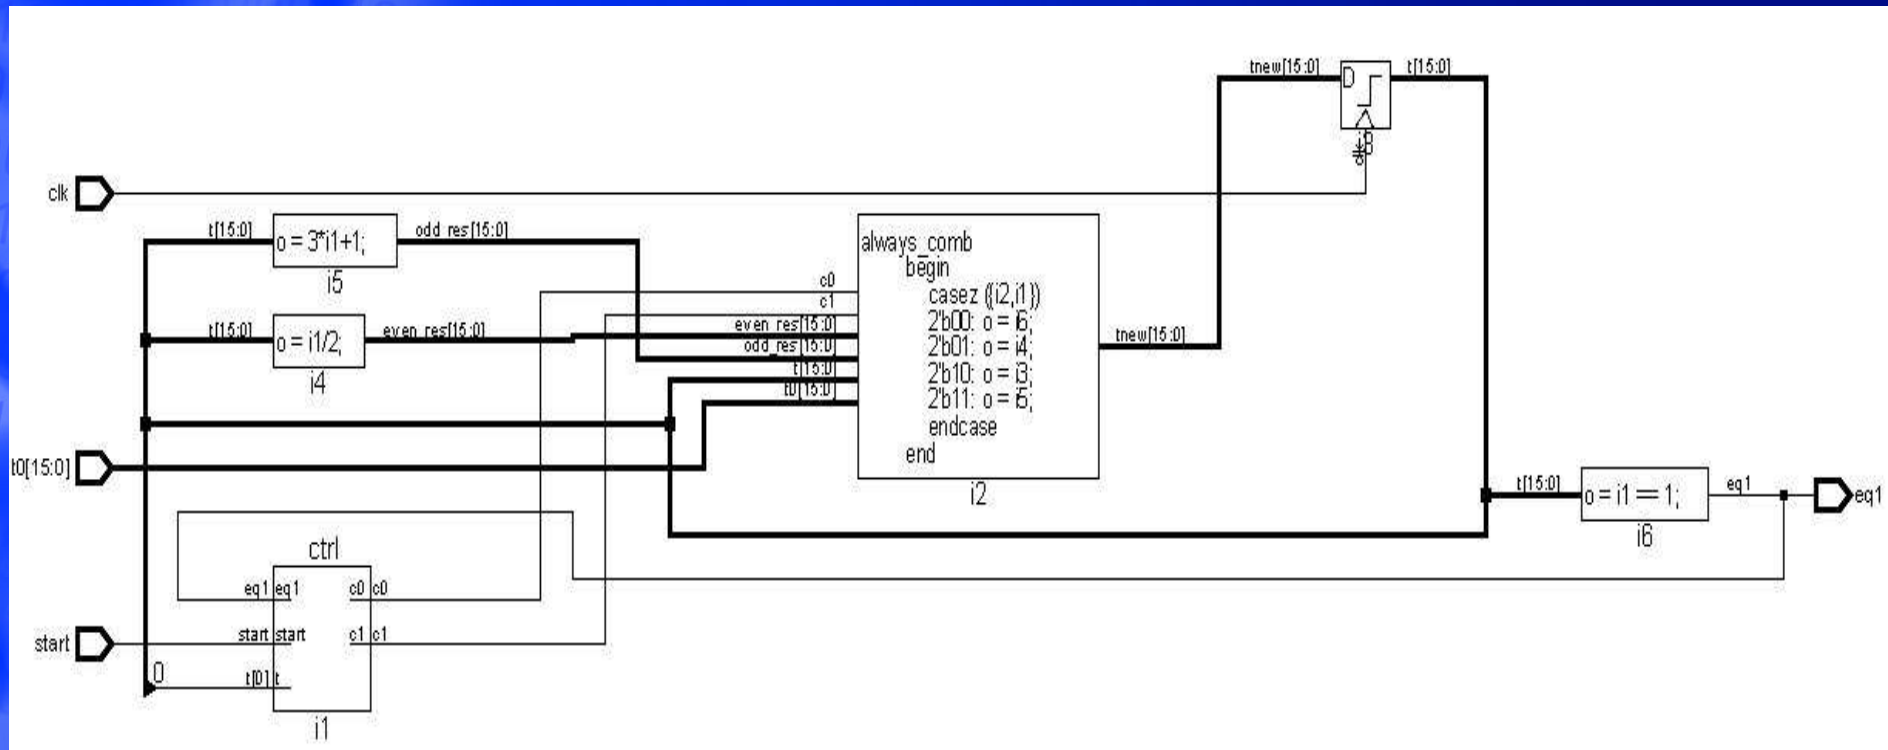 tnew[15:0]
D
t[15:0]
clk
t[15:0]
o = 3*i1+1;
odd_res[15:0]
i5
t[15:0]
o = i1/2;
even_res[15:0]
i4
c0
c1
even_res[15:0]
odd_res[15:0]
t[15:0]
t0[15:0]
always_comb
begin
casez ({i2,i1})
2'b00: o = i6;
2'b01: o = i4;
2'b10: o = i3;
2'b11: o = i5;
endcase
end
i2
tnew[15:0]
t0[15:0]
t[15:0]
o = i1 == 1;
eq1
eq1
i6
ctrl
eq1 eq1
c0 c0
start
start start
c1 c1
0
t[0] t
i1